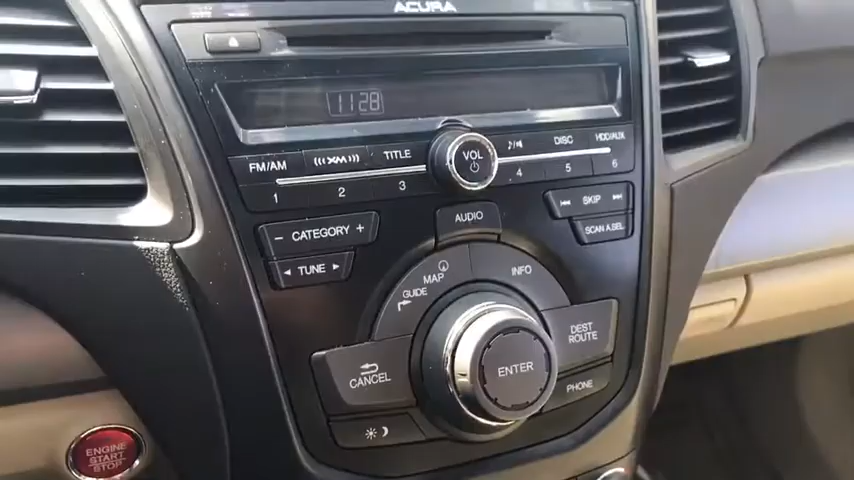 ACURA
1128
FM/AM
((XM))
TITLE
VOL
DISC
HDD/AUX
1
2
3
4
5
6
AUDIO
SKIP
SCAN A.SEL
- CATEGORY +
TUNE
MAP
GUIDE
INFO
DEST
ROUTE
CANCEL
ENTER
PHONE
ENGINE
START
STOP